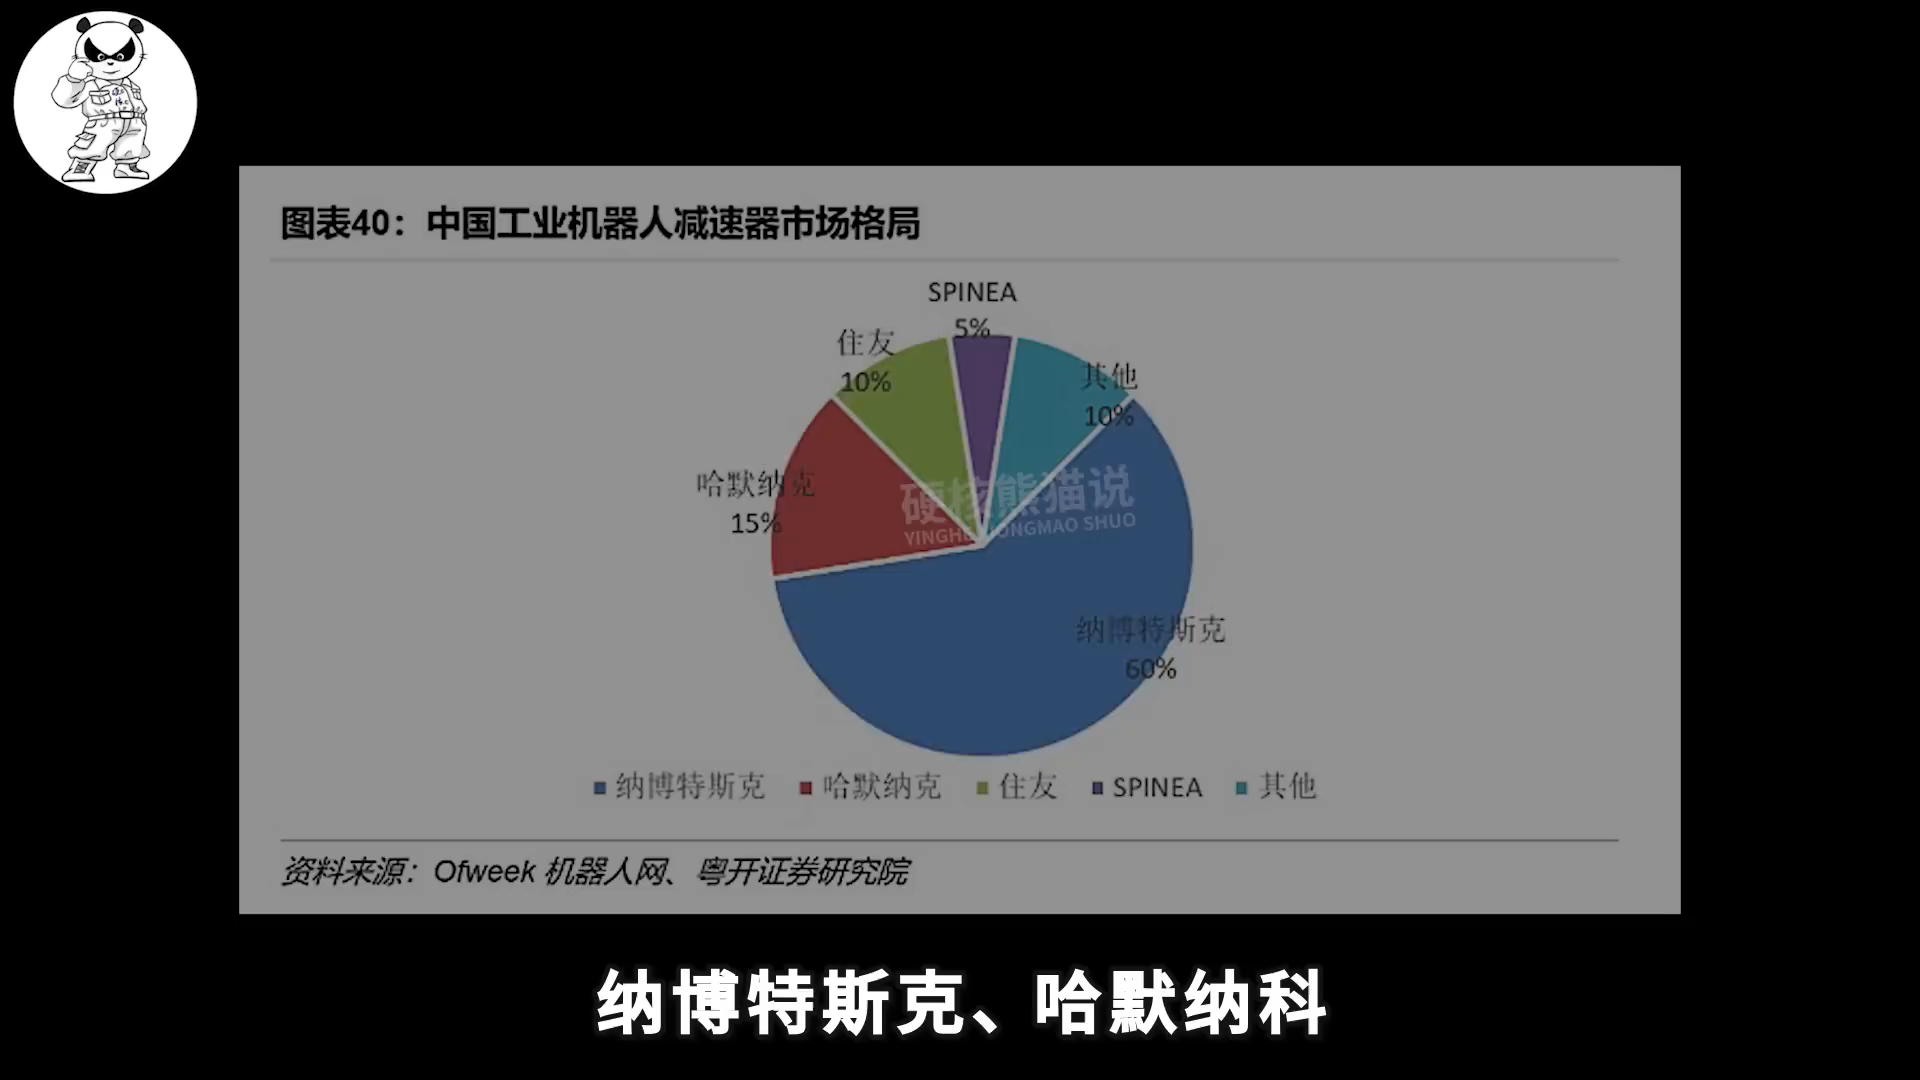 图表40：中国工业机器人减速器市场格局
SPINEA
5%
住友
10%
其他
10%
哈默纳克
15%
硬核熊猫说
YINGHEXIONGMAO SHUO
纳博特斯克
60%
纳博特斯克 哈默纳克 住友 SPINEA 其他
资料来源：Ofweek 机器人网、粤开证券研究院
纳博特斯克、哈默纳科